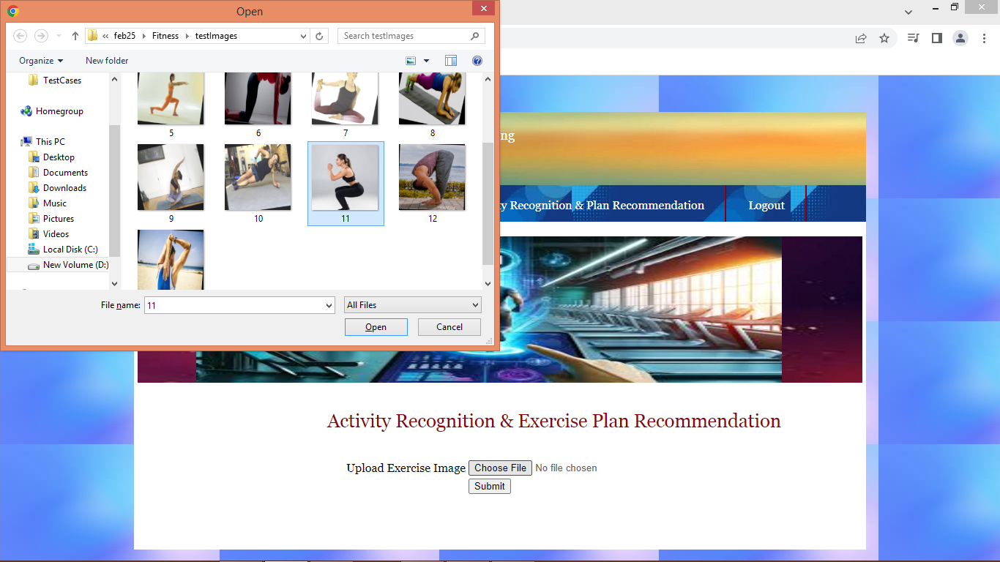 Open
« feb25 Fitness testImages
Search testImages
Organize New folder
TestCases
Homegroup
This PC
Desktop
Documents
Downloads
Music
Pictures
Videos
Local Disk (C:)
New Volume (D:)
5 6 7 8
9 10 11 12
File name: 11 All Files
Open Cancel
ng
y Recognition & Plan Recommendation Logout
Activity Recognition & Exercise Plan Recommendation
Upload Exercise Image Choose File No file chosen
Submit